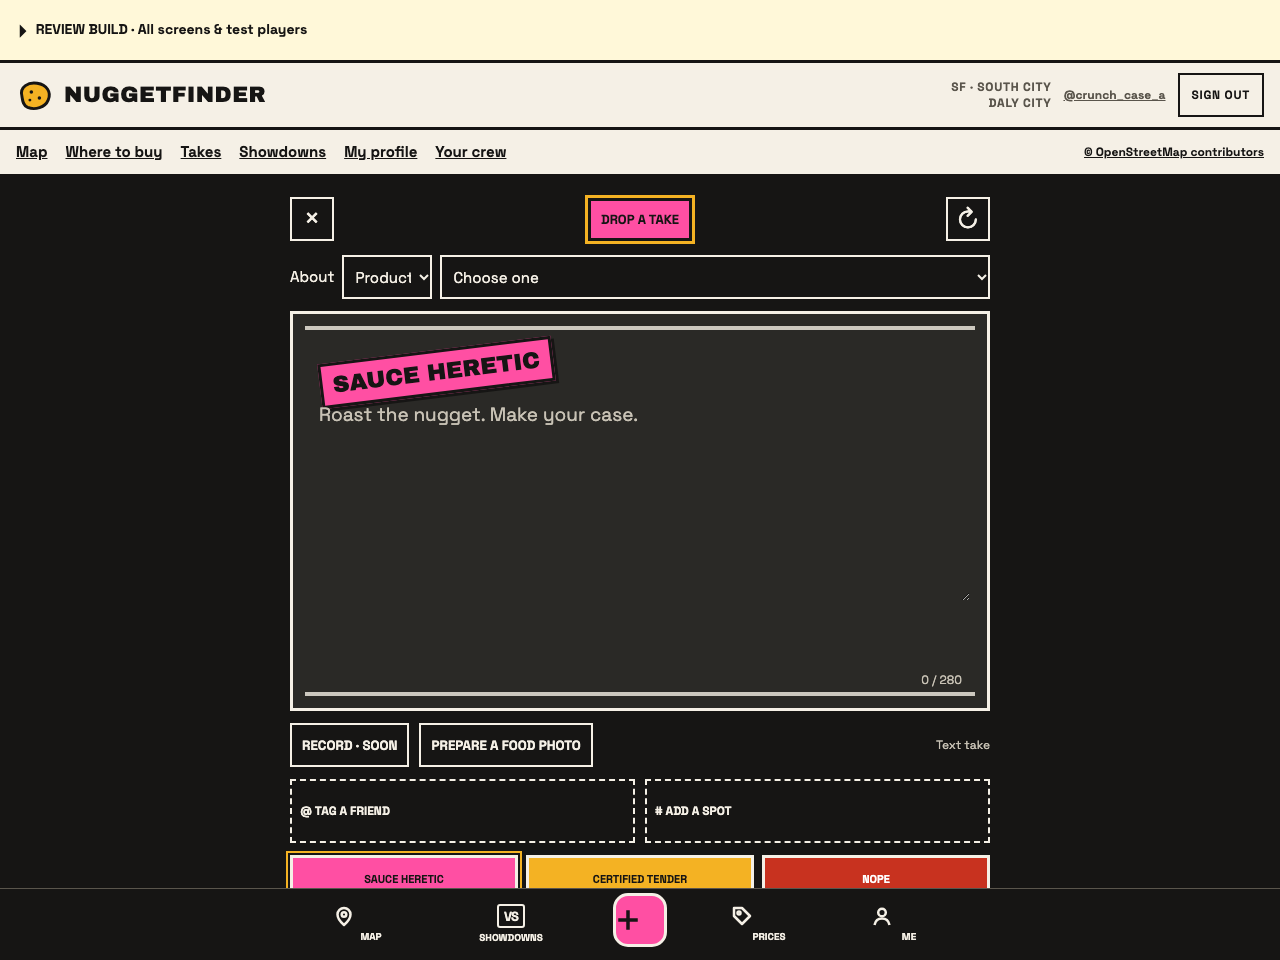 REVIEW BUILD · All screens & test players
NUGGETFINDER
SF · SOUTH CITY
DALY CITY
@crunch_case_a
SIGN OUT
Map
Where to buy
Takes
Showdowns
My profile
Your crew
© OpenStreetMap contributors
✕
DROP A TAKE
About
Product
Choose one
SAUCE HERETIC
Roast the nugget. Make your case.
0 / 280
RECORD · SOON
PREPARE A FOOD PHOTO
Text take
@ TAG A FRIEND
# ADD A SPOT
SAUCE HERETIC
CERTIFIED TENDER
NOPE
MAP
VS
SHOWDOWNS
+
PRICES
ME